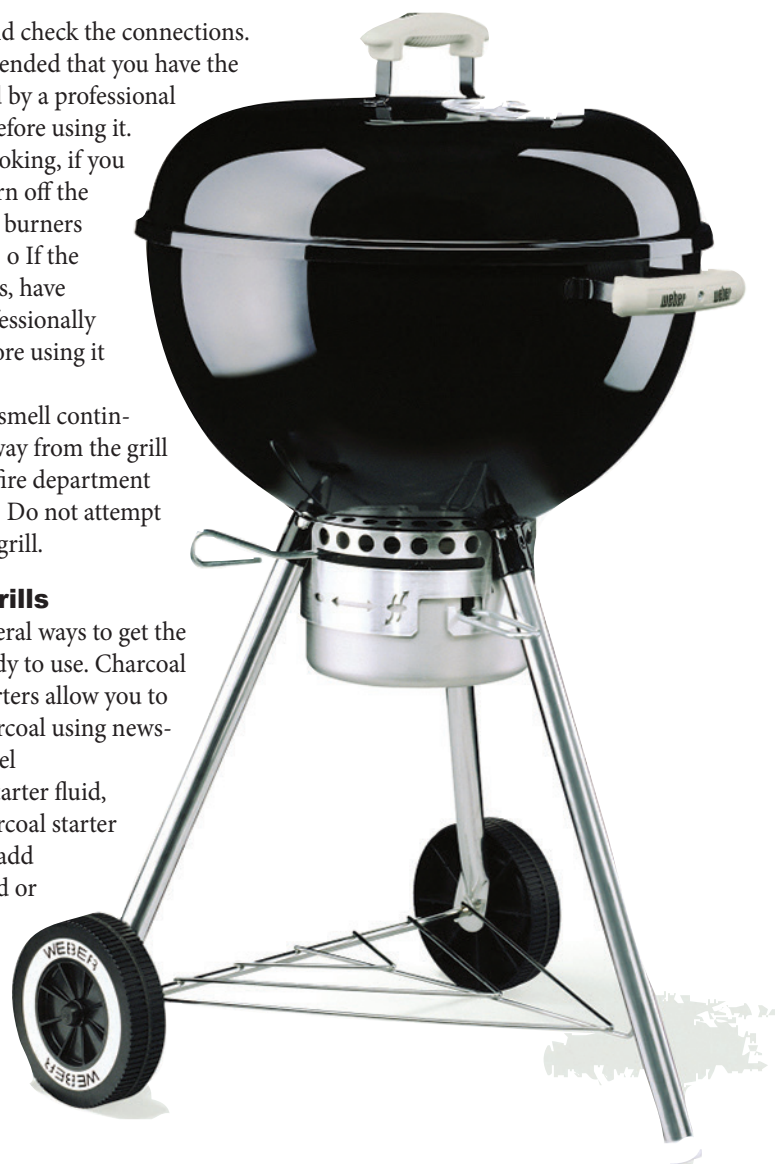 d check the connections.
ended that you have the
d by a professional
efore using it.
oking, if you
rn off the
burners
o If the
s, have
essionally
ore using it
smell contin-
way from the grill
fire department
Do not attempt
grill.
rills
eral ways to get the
dy to use. Charcoal
rters allow you to
rcoal using news-
el
arter fluid,
rcoal starter
add
d or
weber weber
WEBER
WEBER